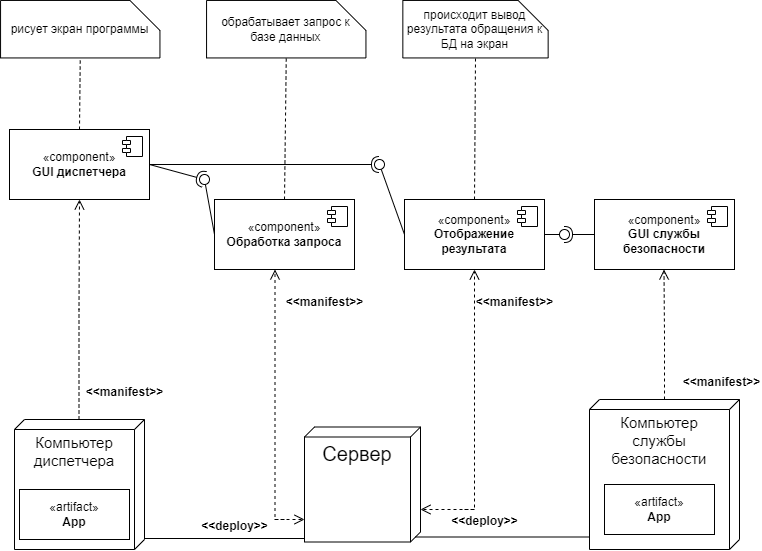 рисует экран программы
обрабатывает запрос к
базе данных
происходит вывод
результата обращения к
БД на экран
«component»
GUI диспетчера
«component»
Обработка запроса
«component»
Отображение
результата
«component»
GUI службы
безопасности
<<manifest>>
<<manifest>>
<<manifest>>
<<manifest>>
Компьютер
диспетчера
«artifact»
App
Сервер
Компьютер
службы
безопасности
«artifact»
App
<<deploy>>
<<deploy>>